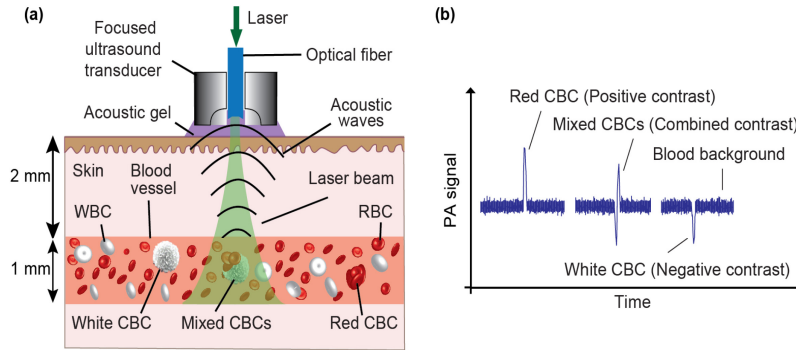 (a)
Laser
Focused
ultrasound
transducer
Optical fiber
Acoustic gel
Acoustic
waves
2 mm
Skin
Blood
vessel
Laser beam
WBC
RBC
1 mm
White CBC
Mixed CBCs
Red CBC
(b)
Red CBC (Positive contrast)
Mixed CBCs (Combined contrast)
Blood background
PA signal
White CBC (Negative contrast)
Time